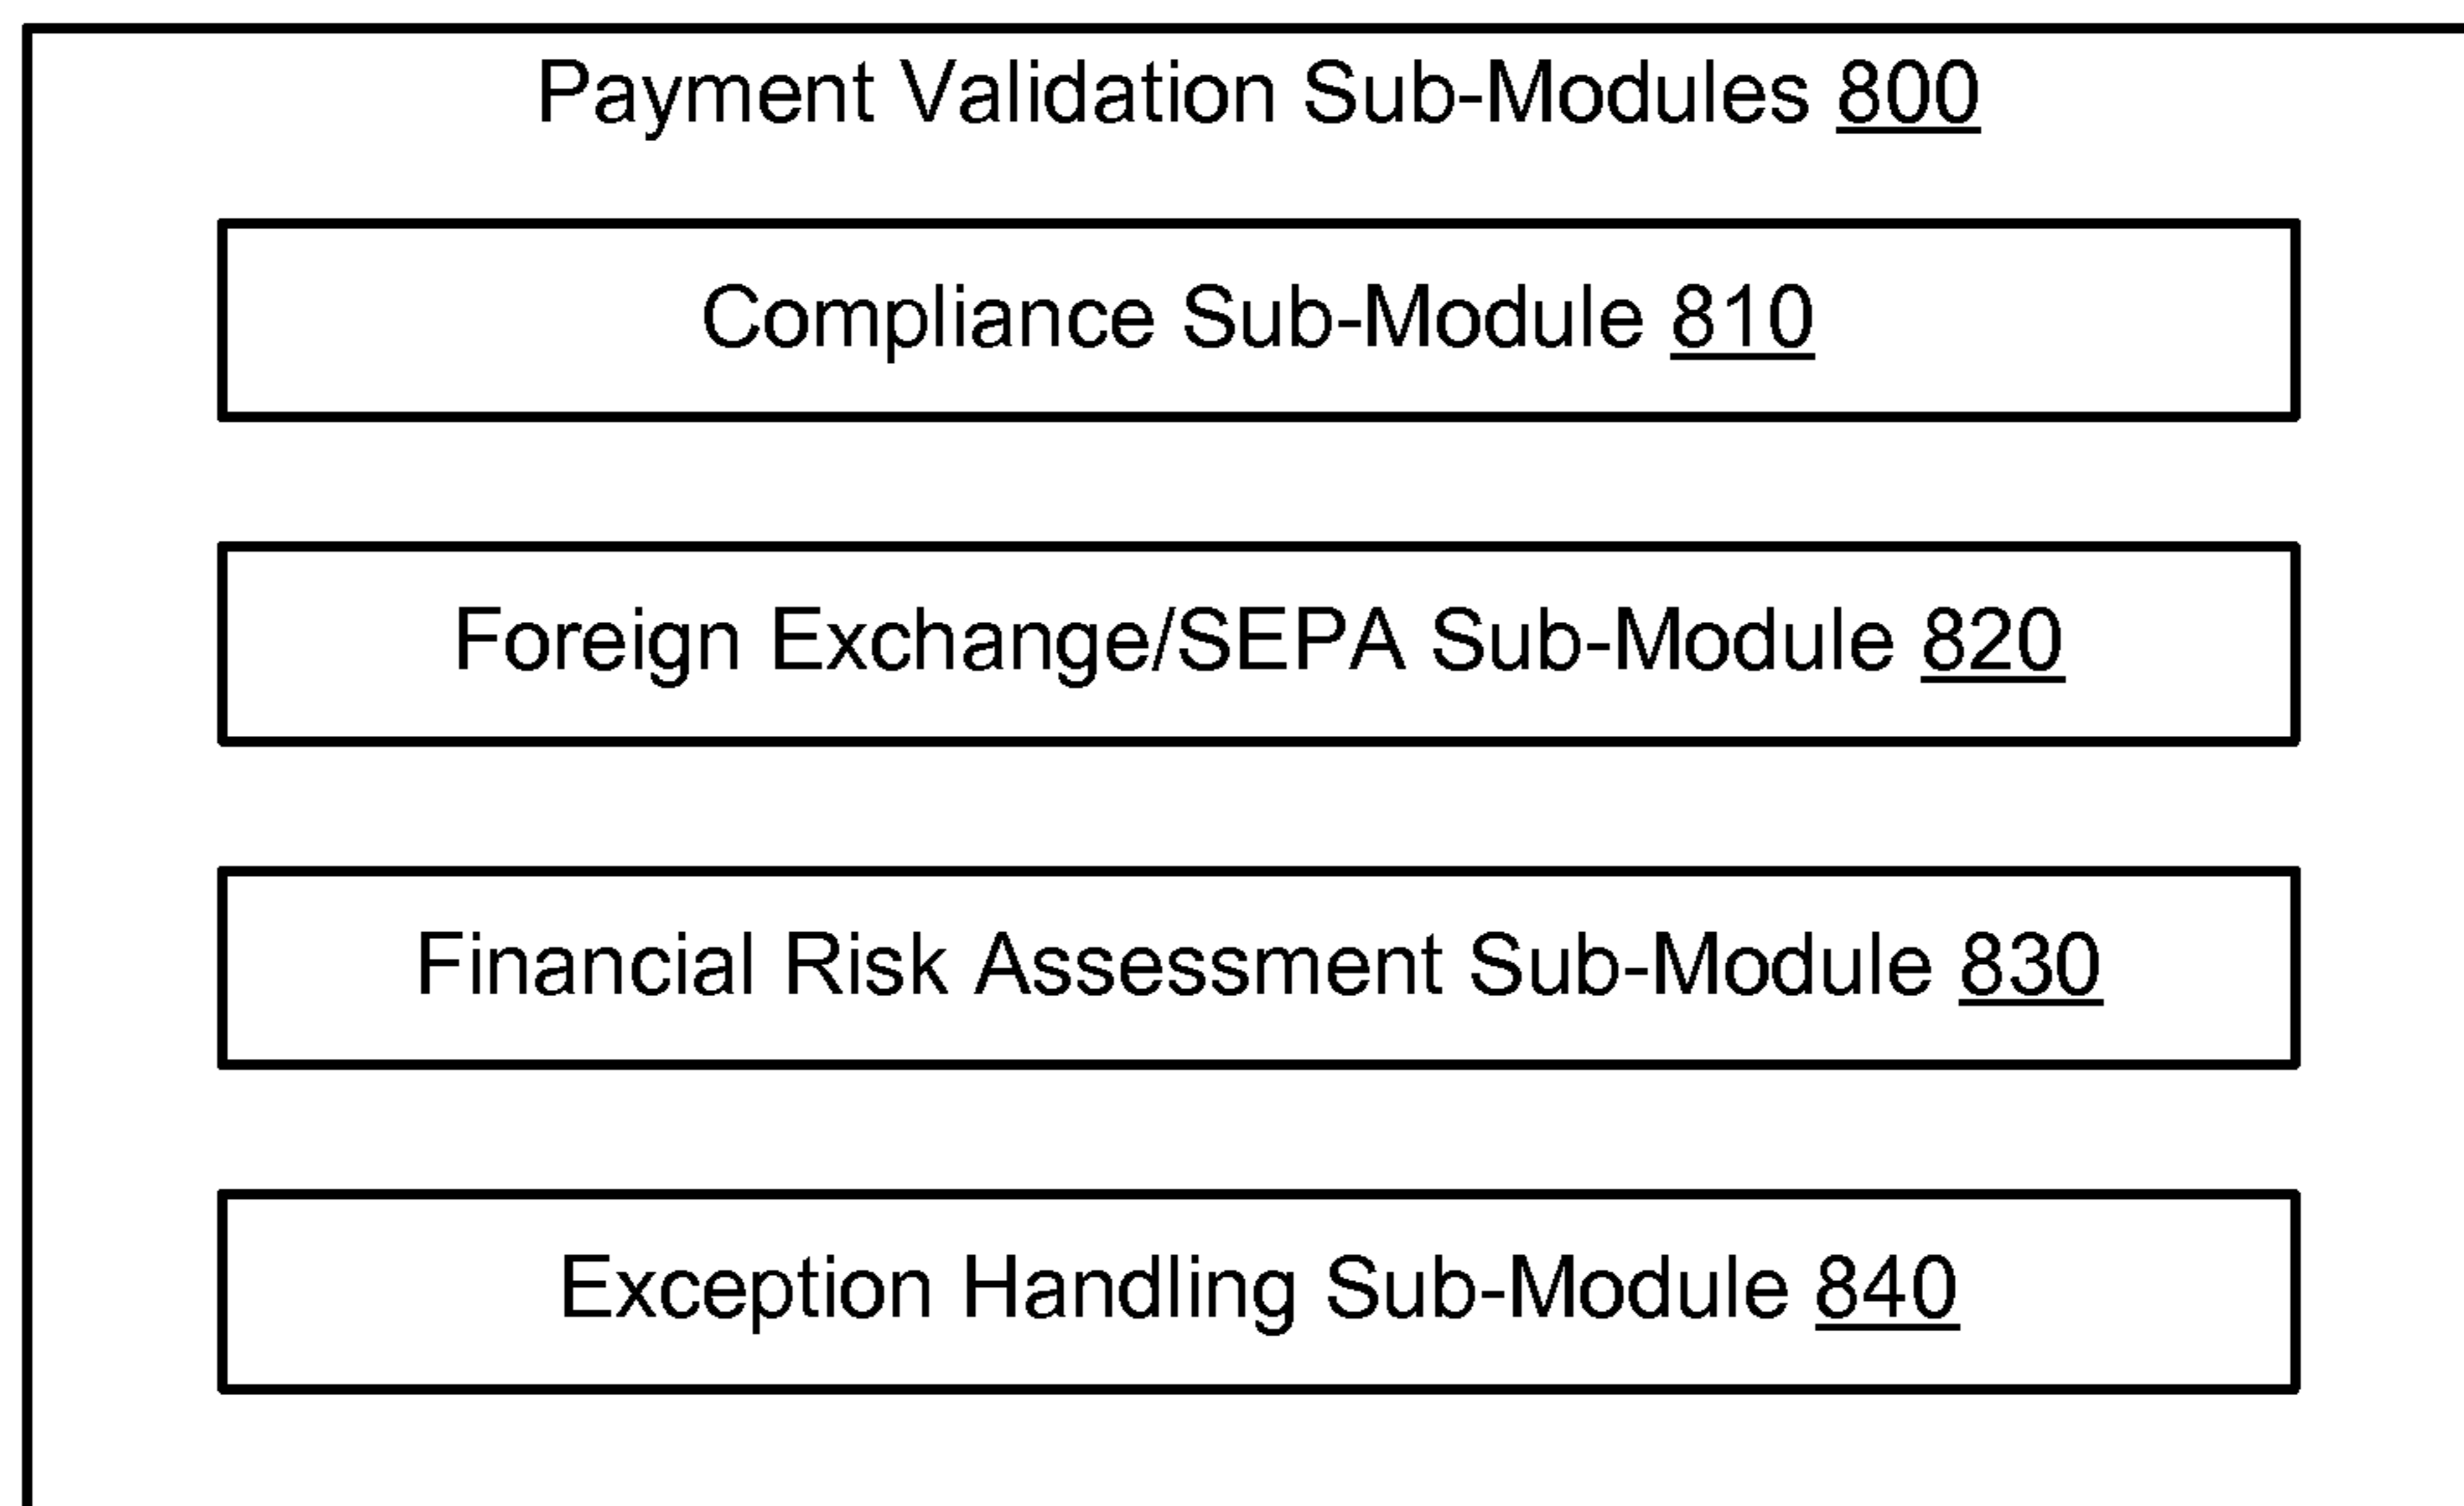 Payment Validation Sub-Modules 800
Compliance Sub-Module 810
Foreign Exchange/SEPA Sub-Module 820
Financial Risk Assessment Sub-Module 830
Exception Handling Sub-Module 840